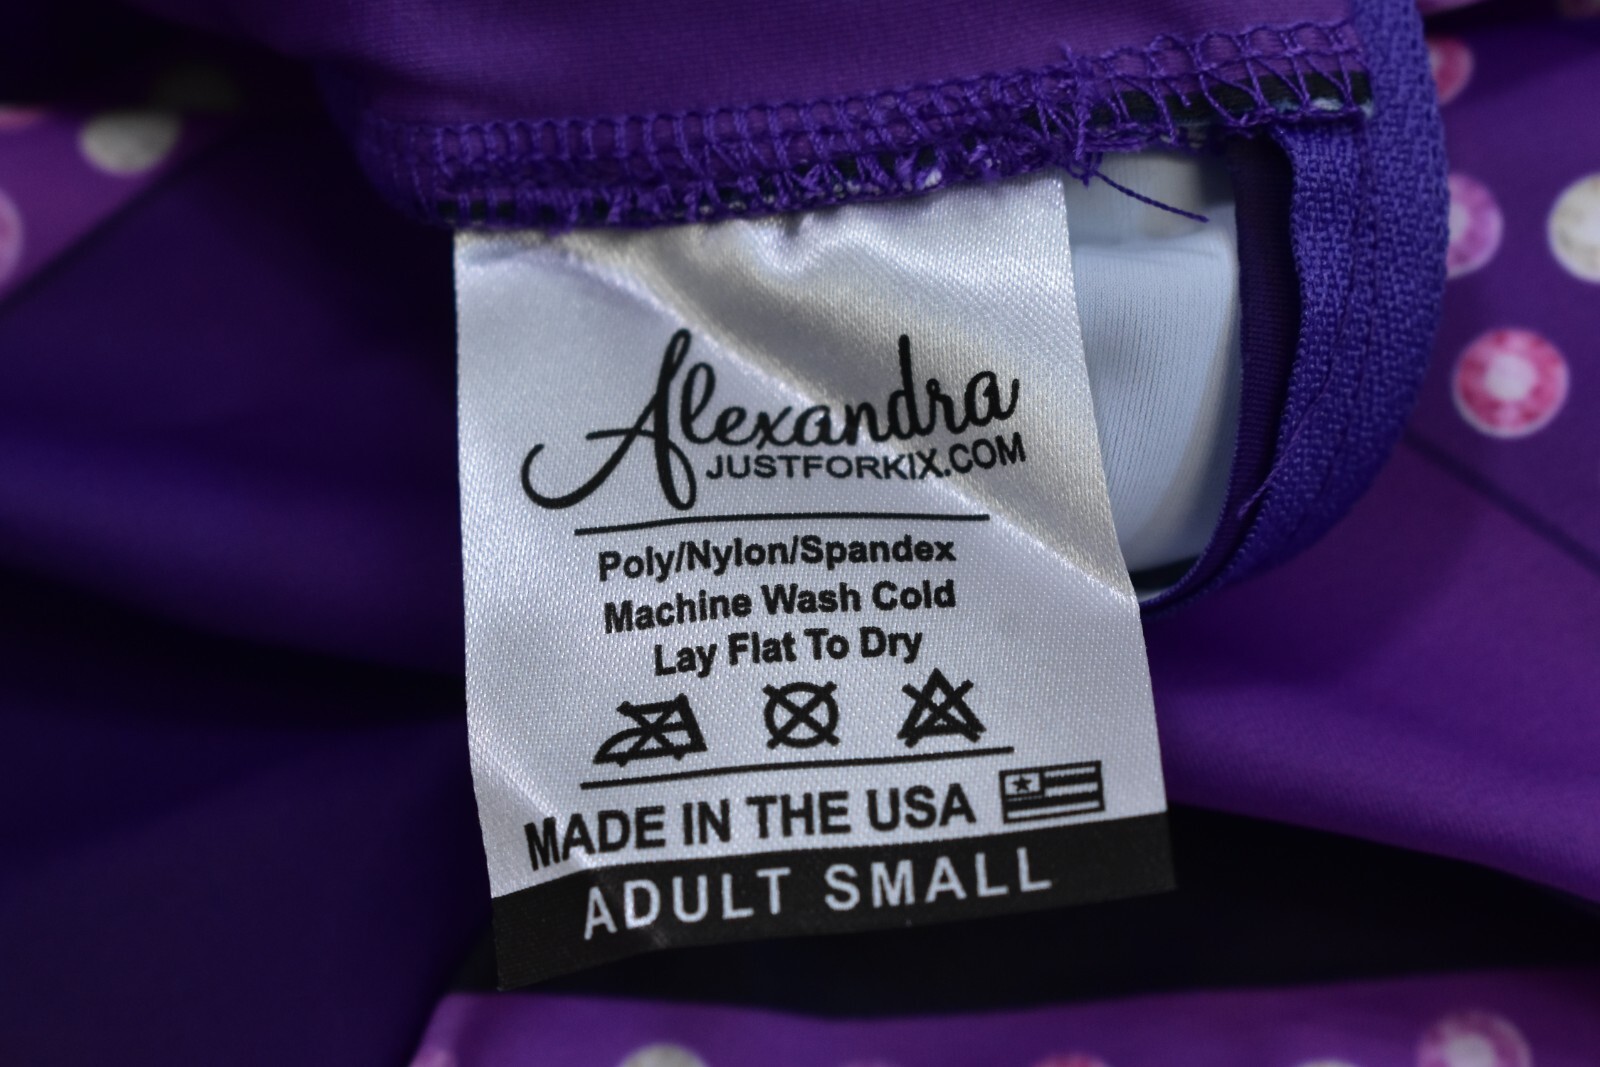 Alexandra
JUSTFORKIX.COM
Poly/Nylon/Spandex
Machine Wash Cold
Lay Flat To Dry
MADE IN THE USA
ADULT SMALL